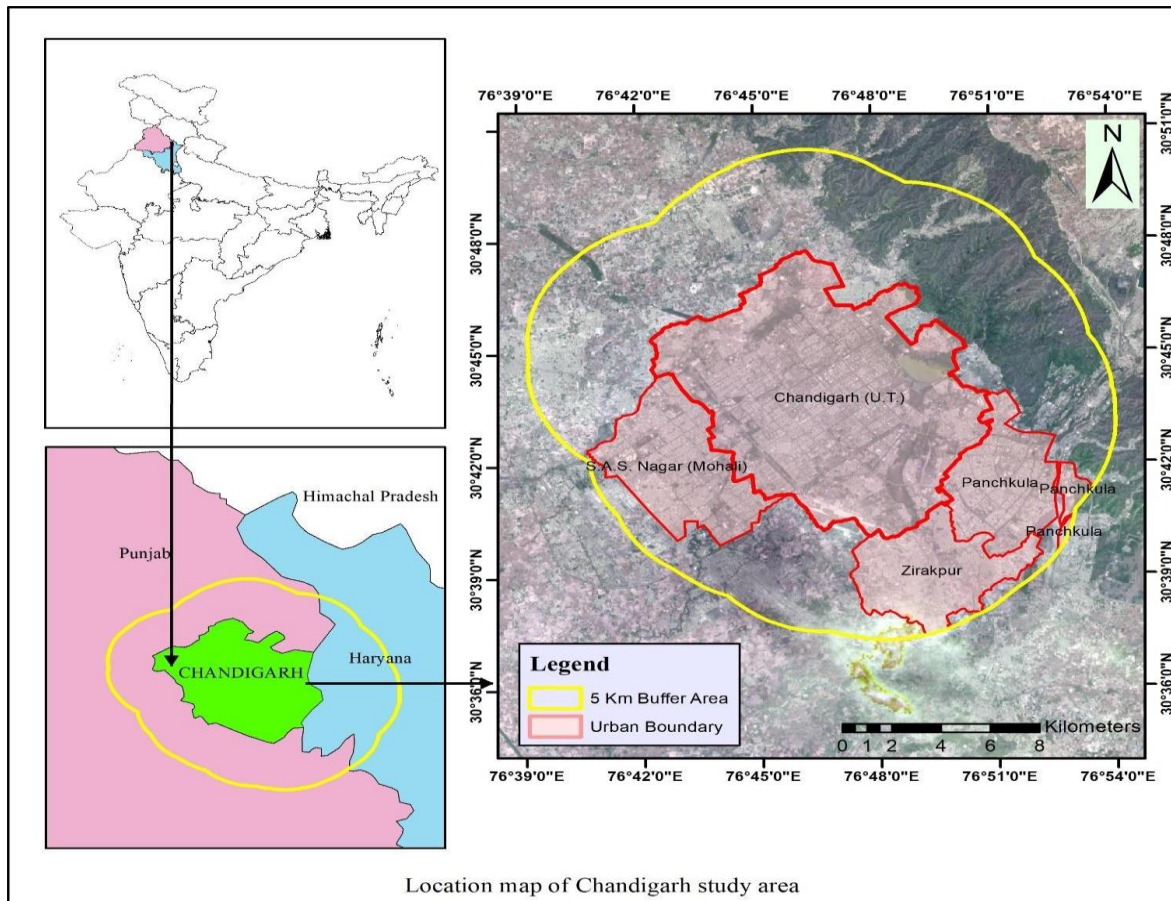 Himachal Pradesh
Punjab
Haryana
CHANDIGARH
76°39'0"E 76°42'0"E 76°45'0"E 76°48'0"E 76°51'0"E 76°54'0"E
30°51'0"N
30°48'0"N 30°48'0"N
30°45'0"N 30°45'0"N
30°42'0"N 30°42'0"N
30°39'0"N 30°39'0"N
30°36'0"N 30°36'0"N
N
Chandigarh (U.T.)
S.A.S. Nagar (Mohali)
Panchkula
Panchkula
Panchkula
Zirakpur
Legend
5 Km Buffer Area
Urban Boundary
Kilometers
0 1 2 4 6 8
76°39'0"E 76°42'0"E 76°45'0"E 76°48'0"E 76°51'0"E 76°54'0"E
Location map of Chandigarh study area